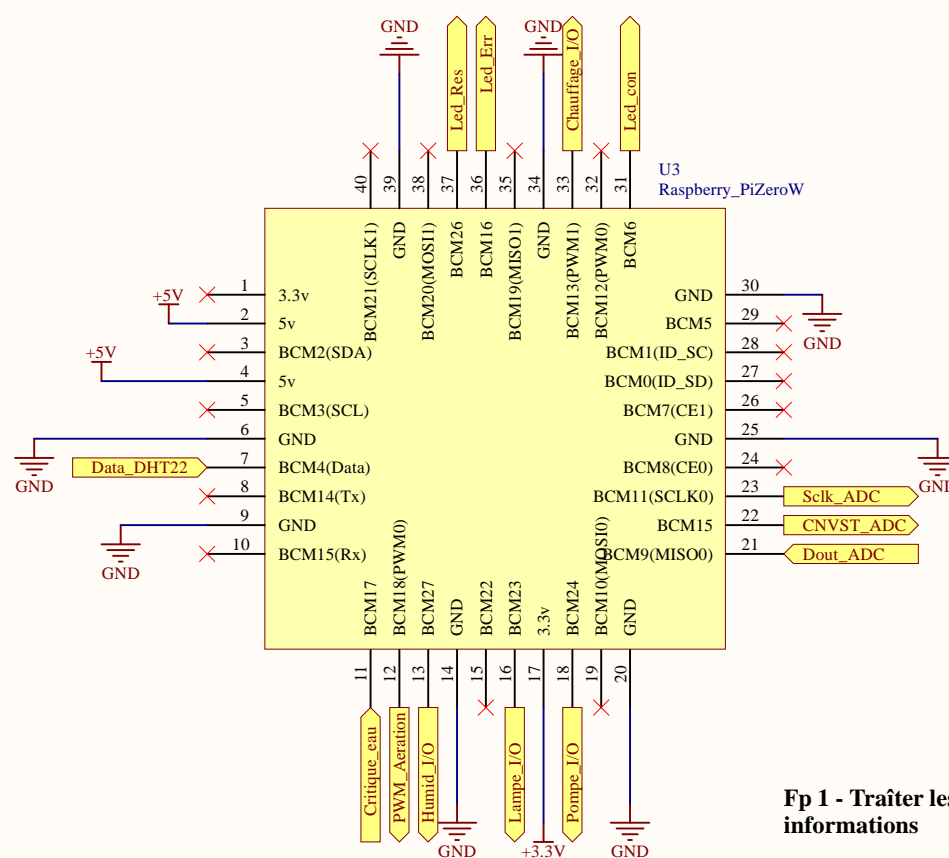 GND
Led_Res
Led_Err
GND
Chauffage_I/O
Led_con
U3
Raspberry_PiZeroW
40
39
38
37
36
35
34
33
32
31
BCM21(SCLK1)
GND
BCM20(MOSI1)
BCM26
BCM16
BCM19(MISO1)
GND
BCM13(PWM1)
BCM12(PWM0)
BCM6
1 3.3v
+5V 2 5v
3 BCM2(SDA)
+5V 4 5v
5 BCM3(SCL)
6 GND
GND
Data_DHT22 7 BCM4(Data)
8 BCM14(Tx)
9 GND
GND
10 BCM15(Rx)
GND 30
GND
BCM5 29
BCM1(ID_SC) 28
BCM0(ID_SD) 27
BCM7(CE1) 26
GND 25
GND
BCM8(CE0) 24
BCM11(SCLK0) 23 Sclk_ADC
BCM15 22 CNVST_ADC
BCM9(MISO0) 21 Dout_ADC
BCM17
BCM18(PWM0)
BCM27
GND
BCM22
BCM23
3.3v
BCM24
BCM10(MOSI0)
GND
11
12
13
14
15
16
17
18
19
20
Critique_eau
PWM_Aeration
Humid_I/O
GND
Lampe_I/O
+3.3V
Pompe_I/O
GND
Fp 1 - Traîter les
informations